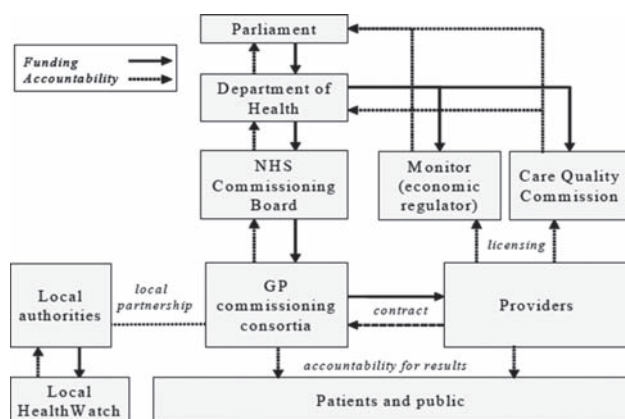 Parliament
Funding
Accountability
Department of
Health
NHS
Commissioning
Board
Monitor
(economic
regulator)
Care Quality
Commission
licensing
Local
authorities
local
partnership
GP
commissioning
consortia
contract
Providers
accountability for results
Local
HealthWatch
Patients and public